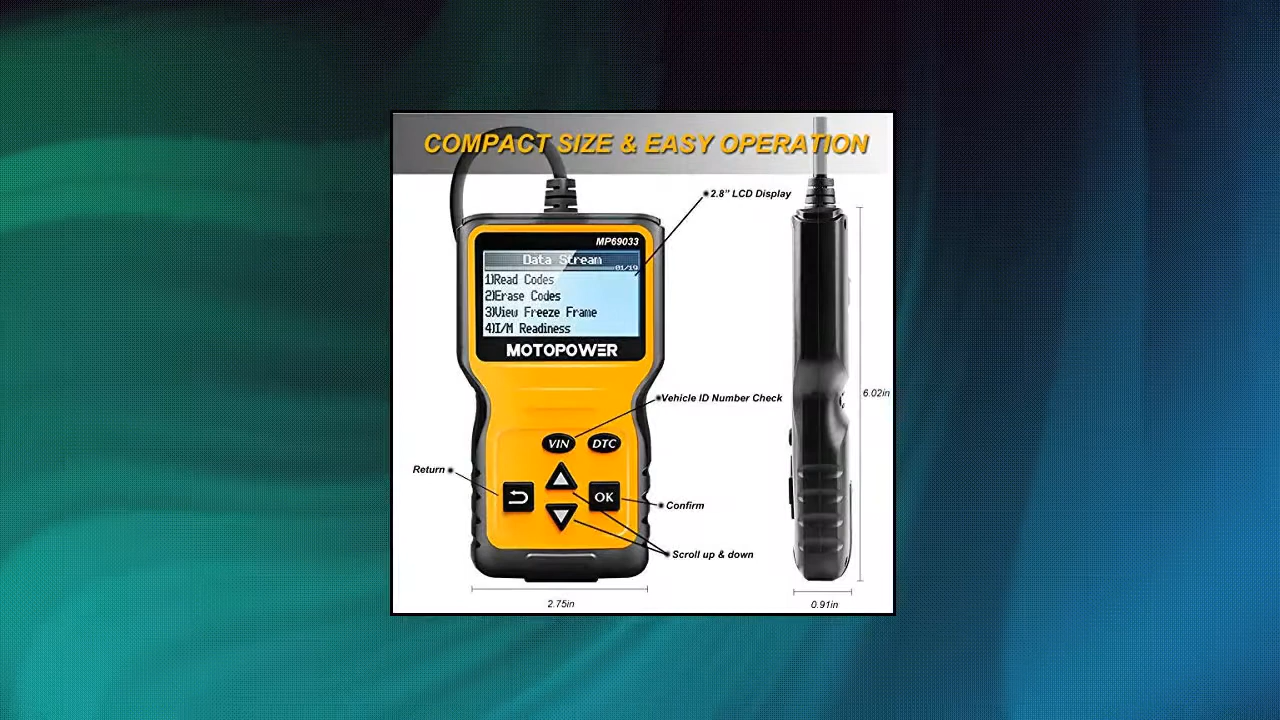 COMPACT SIZE & EASY OPERATION
2.8” LCD Display
MP69033
Data Stream
01/19
1)Read Codes
2)Erase Codes
3)View Freeze Frame
4)I/M Readiness
MOTOPOWER
6.02in
Vehicle ID Number Check
VIN DTC
Return
OK
Confirm
Scroll up & down
2.75in
0.91in